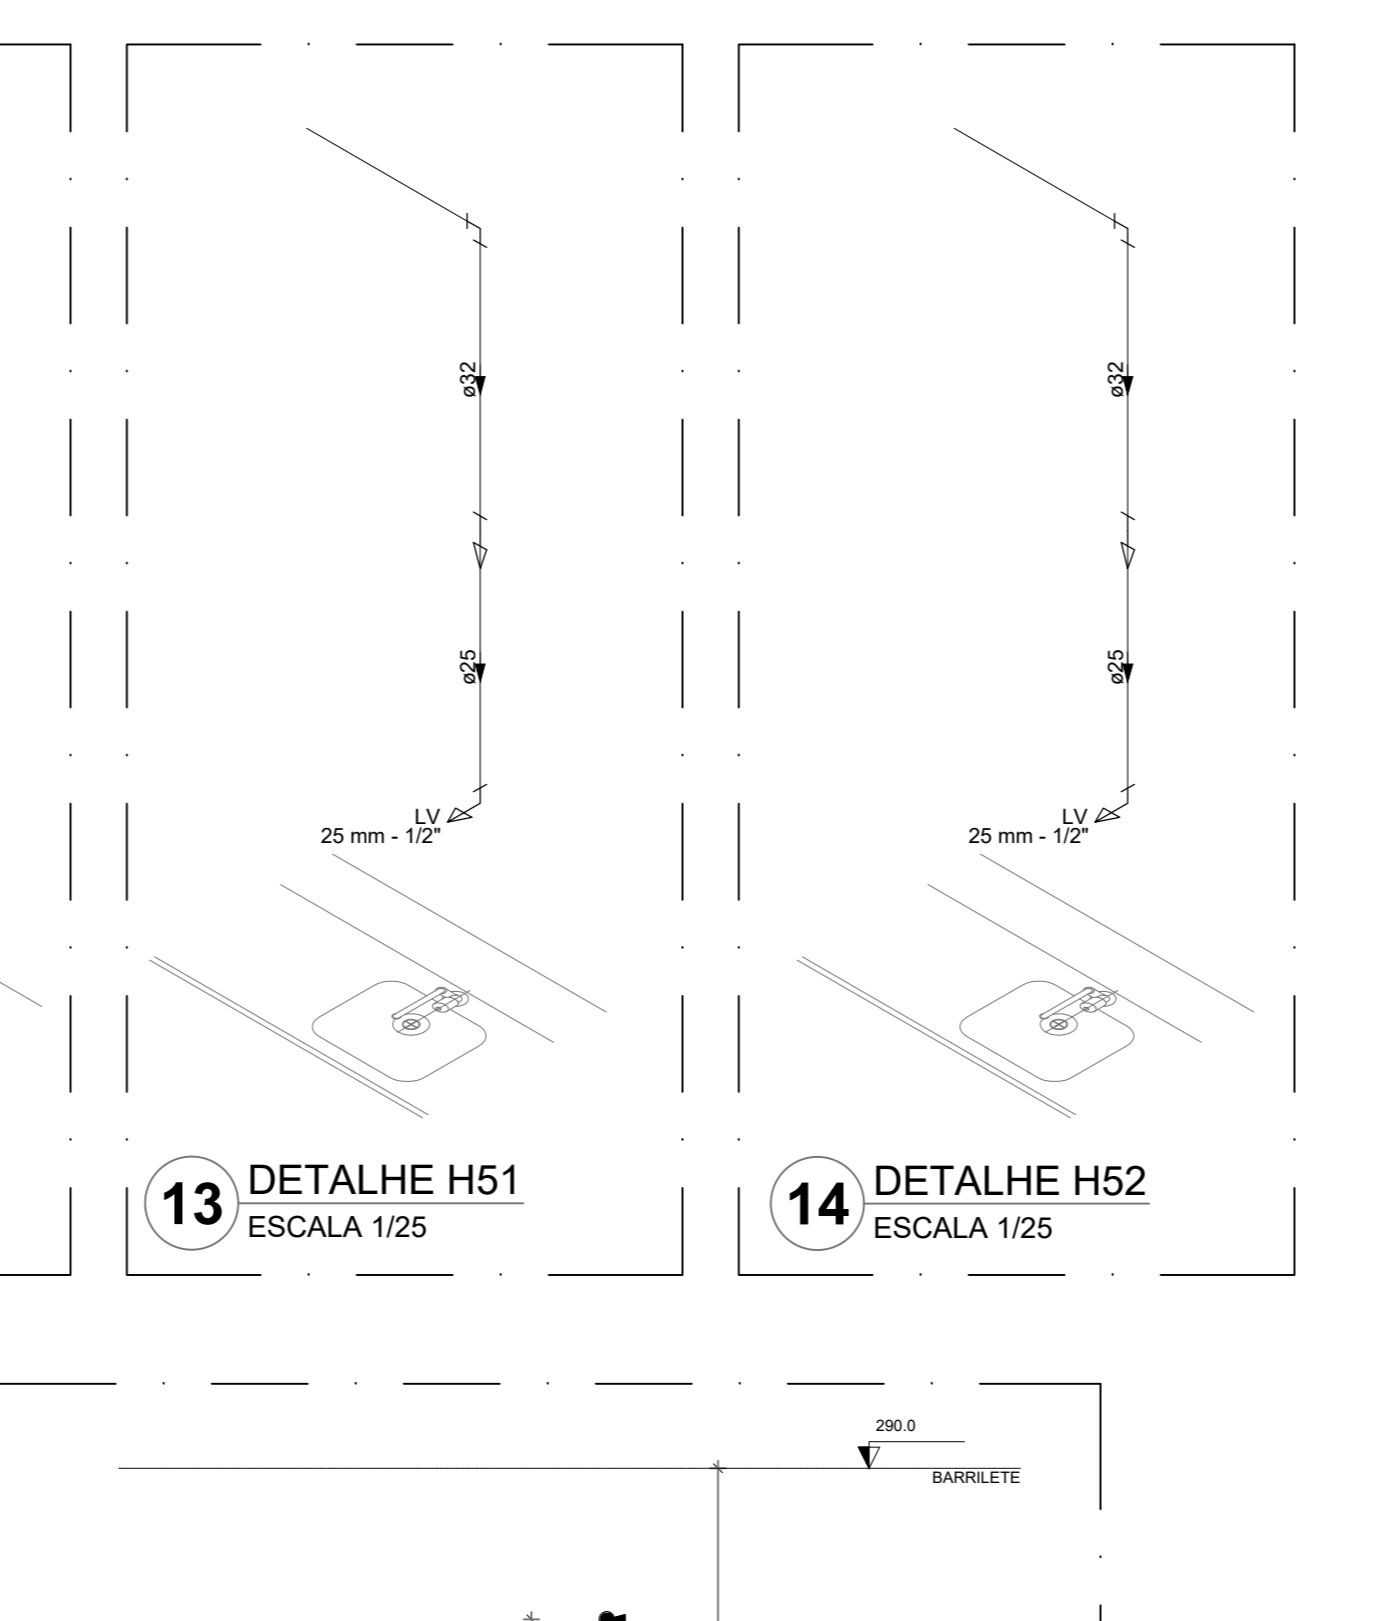 ø32
ø25
LV
25 mm - 1/2"
13
DETALHE H51
ESCALA 1/25
ø32
ø25
LV
25 mm - 1/2"
14
DETALHE H52
ESCALA 1/25
290.0
BARRILETE